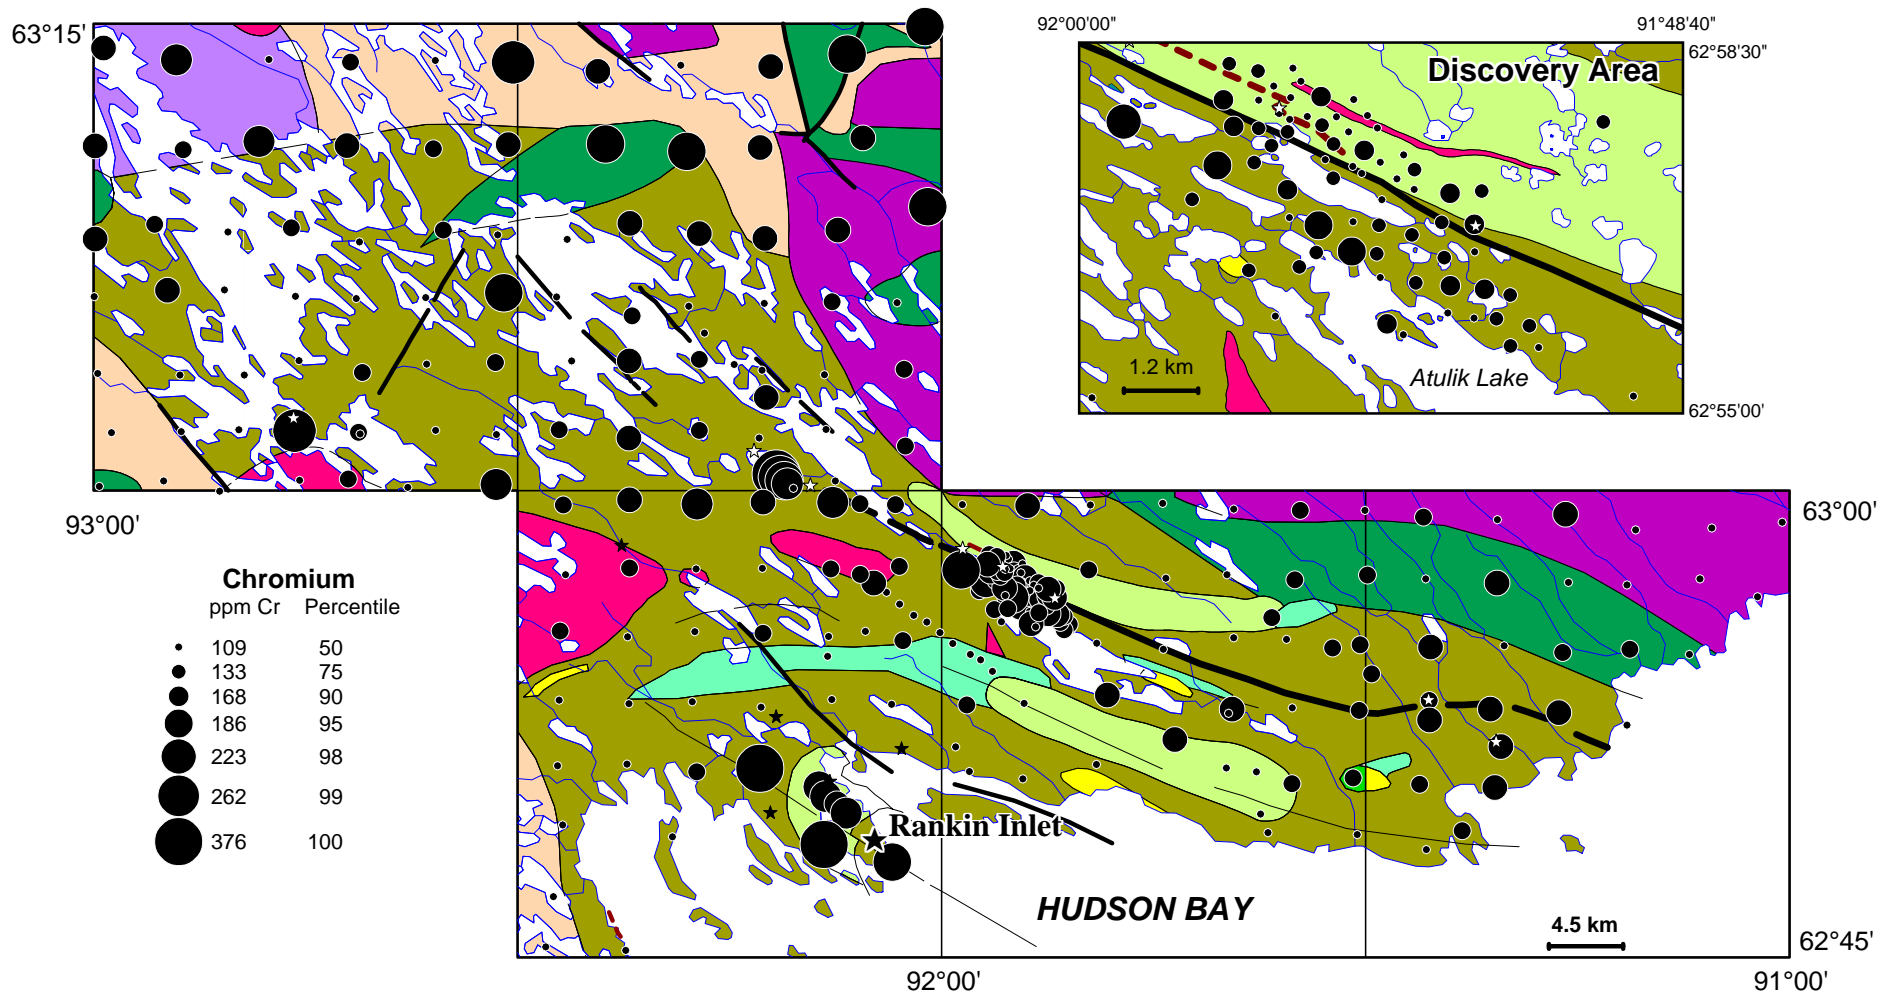 63°15'
92°00'00"
91°48'40"
62°58'30"
Discovery Area
1.2 km
Atulik Lake
62°55'00'
93°00'
63°00'
Chromium
ppm Cr Percentile
109 50
133 75
168 90
186 95
223 98
262 99
376 100
Rankin Inlet
HUDSON BAY
4.5 km
62°45'
92°00'
91°00'